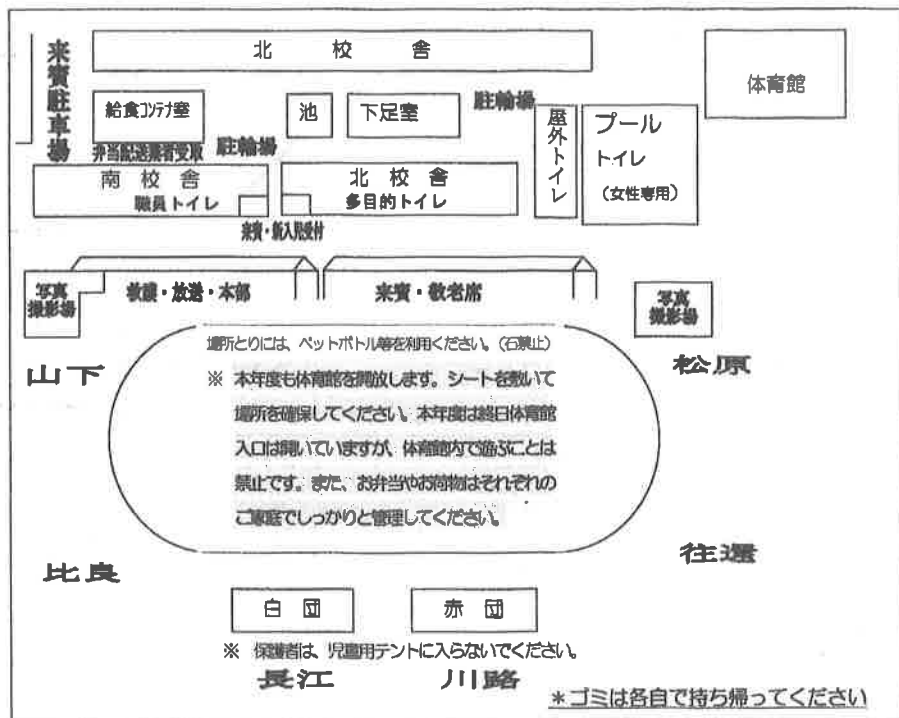 北校舎
来賓駐車場
体育館
給食コンテナ室
池
下足室
駐輪場
屋外トイレ
プール
トイレ
(女性専用)
弁当配送業者受取
駐輪場
南校舎
職員トイレ
北校舎
多目的トイレ
来賓・新入児受付
写真
撮影場
救護・放送・本部
来賓・敬老席
写真
撮影場
山下
松原
場所とりには、ペットボトル等を利用ください。(石禁止)
※ 本年度も体育館を開放します。シートを敷いて
場所を確保してください。本年度は終日体育館
入口は開いていますが、体育館内で遊ぶことは
禁止です。また、お弁当やお荷物はそれぞれの
ご家庭でしっかりと管理してください。
比良
往還
白団
赤団
※ 保護者は、児童用テントに入らないでください。
長江
川路
*ゴミは各自で持ち帰ってください